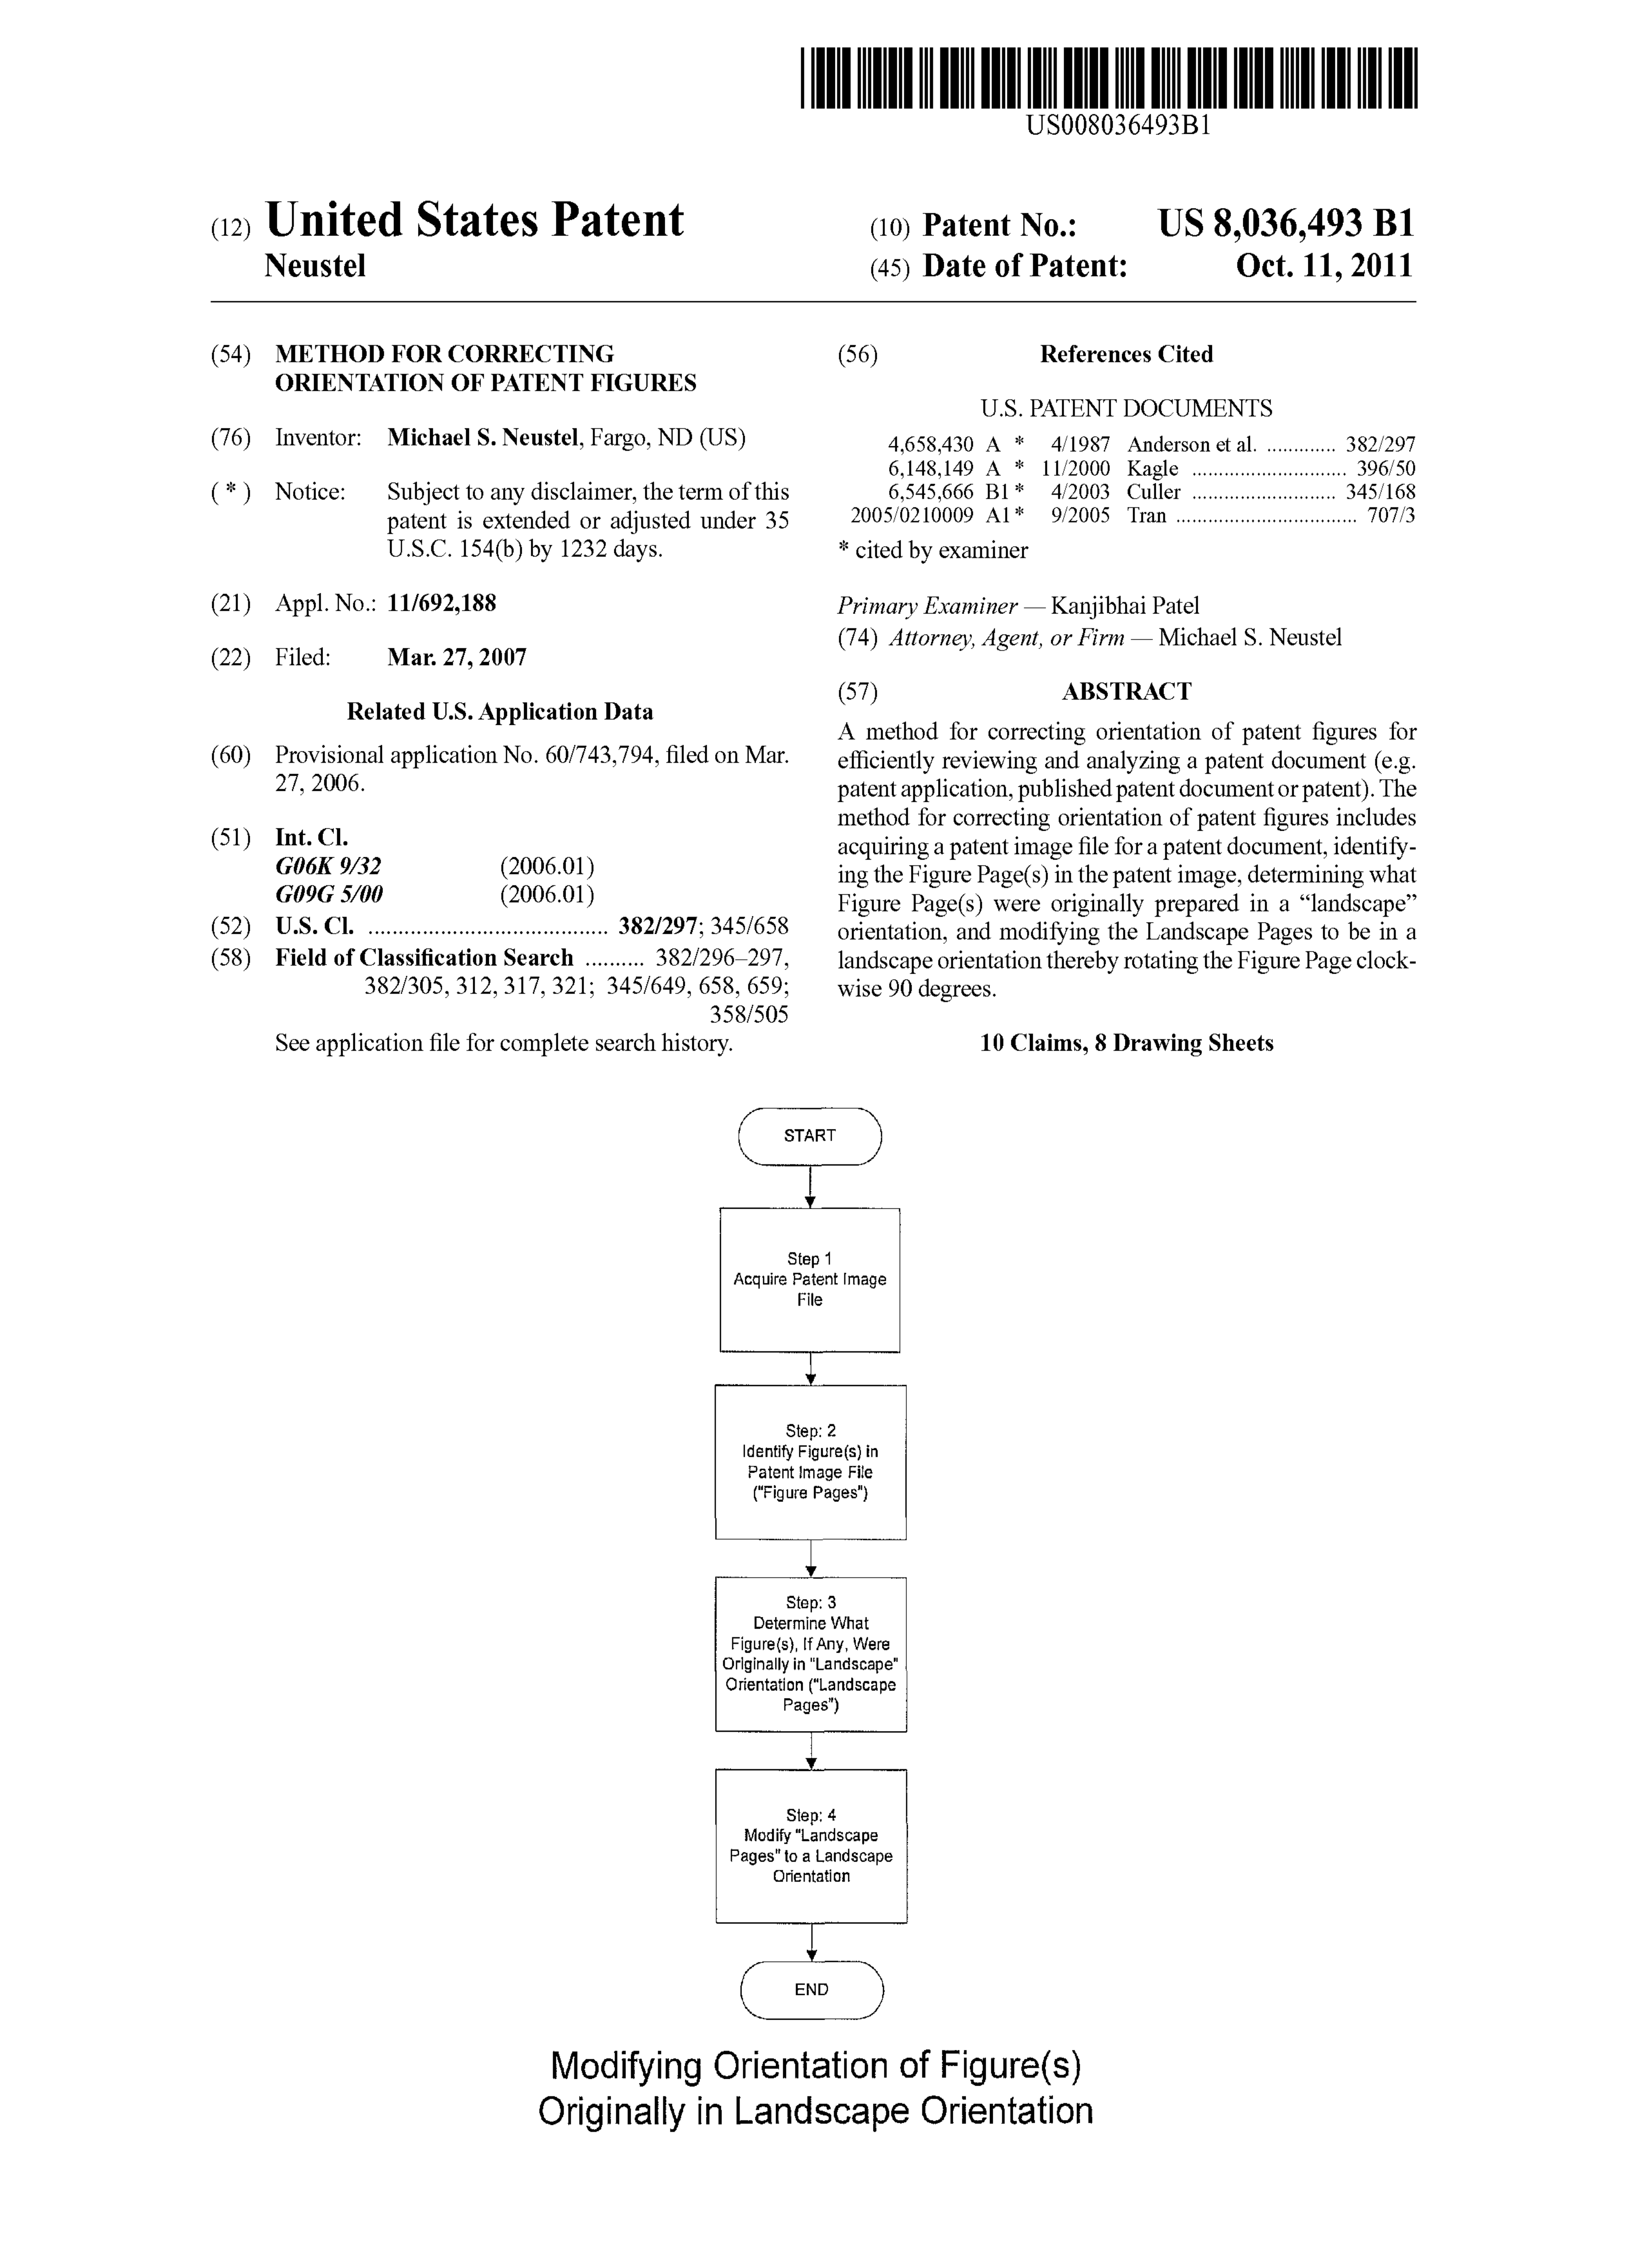 US008036493B1
(12) United States Patent
Neustel
(10) Patent No.: US 8,036,493 B1
(45) Date of Patent: Oct. 11, 2011
(54) METHOD FOR CORRECTING
ORIENTATION OF PATENT FIGURES
(76) Inventor: Michael S. Neustel, Fargo, ND (US)
( * ) Notice: Subject to any disclaimer, the term of this
patent is extended or adjusted under 35
U.S.C. 154(b) by 1232 days.
(21) Appl. No.: 11/692,188
(22) Filed: Mar. 27, 2007
Related U.S. Application Data
(60) Provisional application No. 60/743,794, filed on Mar.
27, 2006.
(51) Int. Cl.
G06K 9/32 (2006.01)
G09G 5/00 (2006.01)
(52) U.S. Cl. ........................................ 382/297; 345/658
(58) Field of Classification Search .......... 382/296–297,
382/305, 312, 317, 321; 345/649, 658, 659;
358/505
See application file for complete search history.
(56) References Cited
U.S. PATENT DOCUMENTS
4,658,430 A * 4/1987 Anderson et al. ............. 382/297
6,148,149 A * 11/2000 Kagle ............................. 396/50
6,545,666 B1 * 4/2003 Culler ........................... 345/168
2005/0210009 A1 * 9/2005 Tran .................................. 707/3
* cited by examiner
Primary Examiner — Kanjibhai Patel
(74) Attorney, Agent, or Firm — Michael S. Neustel
(57) ABSTRACT
A method for correcting orientation of patent figures for
efficiently reviewing and analyzing a patent document (e.g.
patent application, published patent document or patent). The
method for correcting orientation of patent figures includes
acquiring a patent image file for a patent document, identify-
ing the Figure Page(s) in the patent image, determining what
Figure Page(s) were originally prepared in a “landscape”
orientation, and modifying the Landscape Pages to be in a
landscape orientation thereby rotating the Figure Page clock-
wise 90 degrees.
10 Claims, 8 Drawing Sheets
START
Step 1
Acquire Patent Image
File
Step: 2
Identify Figure(s) in
Patent Image File
("Figure Pages")
Step: 3
Determine What
Figure(s), If Any, Were
Originally in "Landscape"
Orientation ("Landscape
Pages")
Step: 4
Modify "Landscape
Pages" to a Landscape
Orientation
END
Modifying Orientation of Figure(s)
Originally in Landscape Orientation